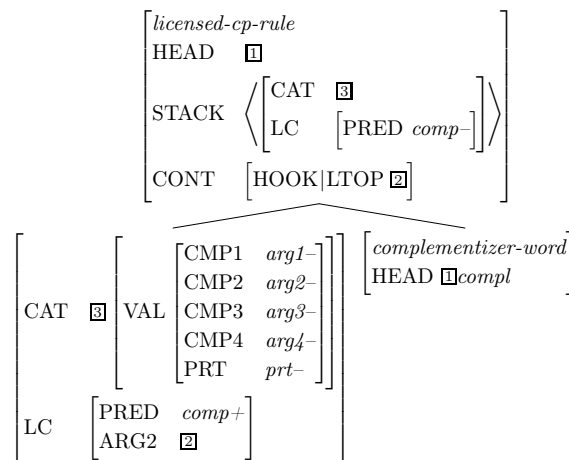 licensed-cp-rule
HEAD 1
STACK ⟨[CAT 3
LC [PRED comp–]]⟩
CONT [HOOK|LTOP 2]
CAT 3 [VAL [CMP1 arg1–
CMP2 arg2–
CMP3 arg3–
CMP4 arg4–
PRT prt–]]
LC [PRED comp+
ARG2 2]
complementizer-word
HEAD 1compl